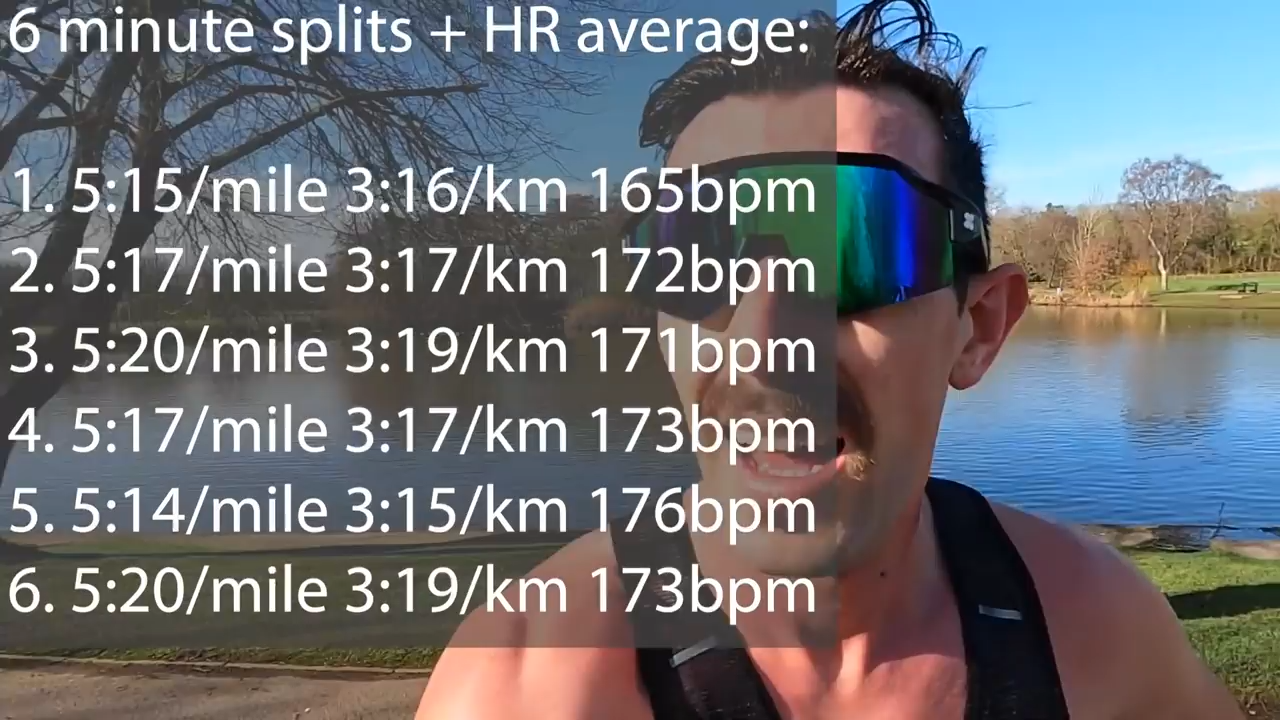 6 minute splits + HR average:
1. 5:15/mile 3:16/km 165bpm
2. 5:17/mile 3:17/km 172bpm
3. 5:20/mile 3:19/km 171bpm
4. 5:17/mile 3:17/km 173bpm
5. 5:14/mile 3:15/km 176bpm
6. 5:20/mile 3:19/km 173bpm